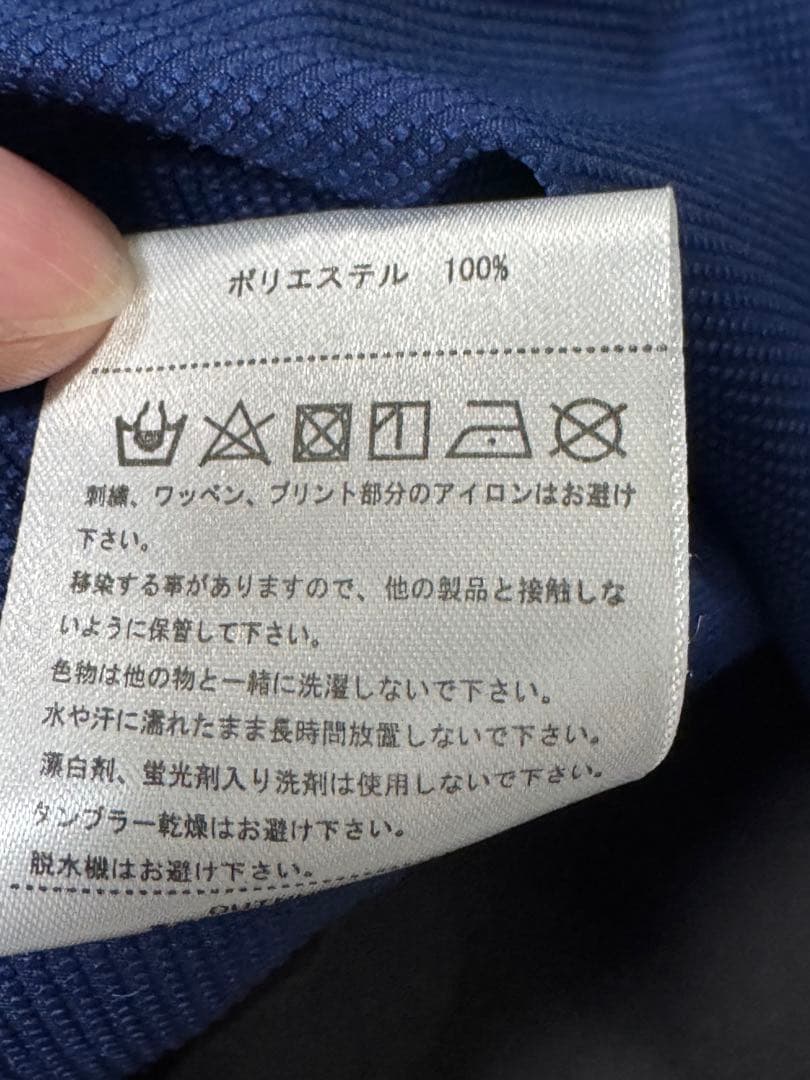 ポリエステル 100%
刺繍、ワッペン、プリント部分のアイロンはお避け
下さい。
移染する事がありますので、他の製品と接触しな
いように保管して下さい。
色物は他の物と一緒に洗濯しないで下さい。
水や汗に濡れたまま長時間放置しないで下さい。
漂白剤、蛍光剤入り洗剤は使用しないで下さい。
タンブラー乾燥はお避け下さい。
脱水機はお避け下さい。